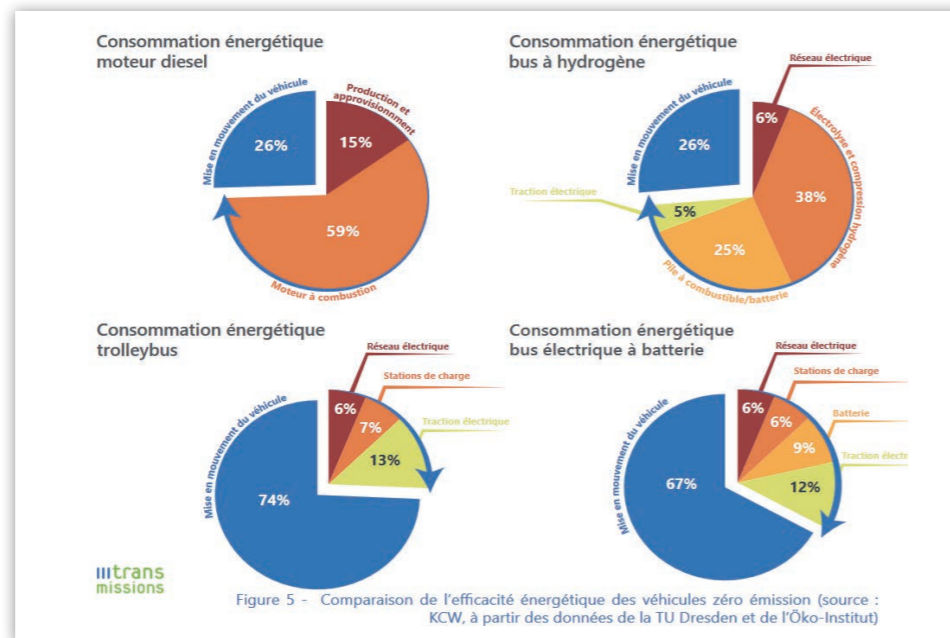 Consommation énergétique
moteur diesel
Mise en mouvement du véhicule
Production et
approvisionnment
26%
15%
59%
Moteur à combustion
Consommation énergétique
bus à hydrogène
Réseau électrique
Mise en mouvement du véhicule
6%
Électrolyse et compression hydrogène
26%
Traction électrique
5%
38%
25%
Pile à combustible/batterie
Consommation énergétique
trolleybus
Réseau électrique
Stations de charge
Mise en mouvement du véhicule
6%
7%
Traction électrique
13%
74%
Consommation énergétique
bus électrique à batterie
Réseau électrique
Stations de charge
Mise en mouvement du véhicule
6%
6%
Batterie
9%
Traction électr
67%
12%
trans
missions
Figure 5 - Comparaison de l'efficacité énergétique des véhicules zéro émission (source :
KCW, à partir des données de la TU Dresden et de l'Öko-Institut)